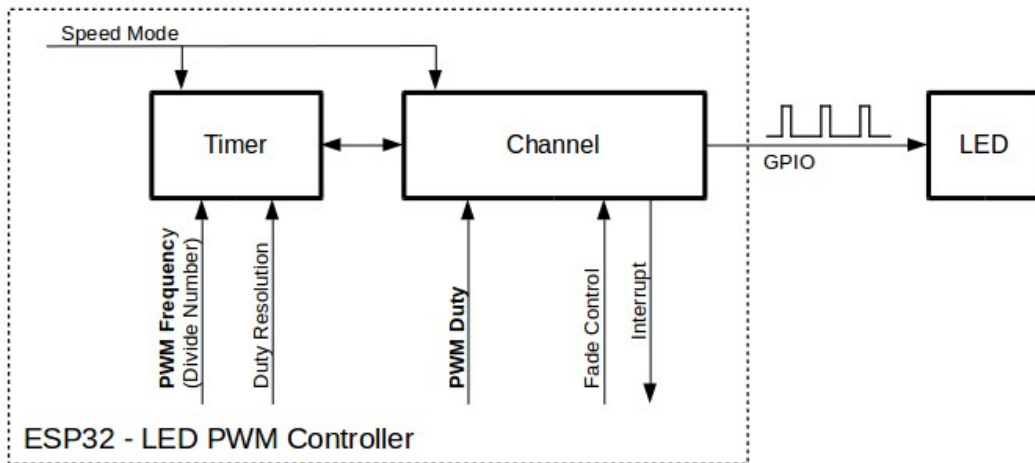 Speed Mode
Timer
Channel
GPIO
LED
PWM Frequency
(Divide Number)
Duty Resolution
PWM Duty
Fade Control
Interrupt
ESP32 - LED PWM Controller